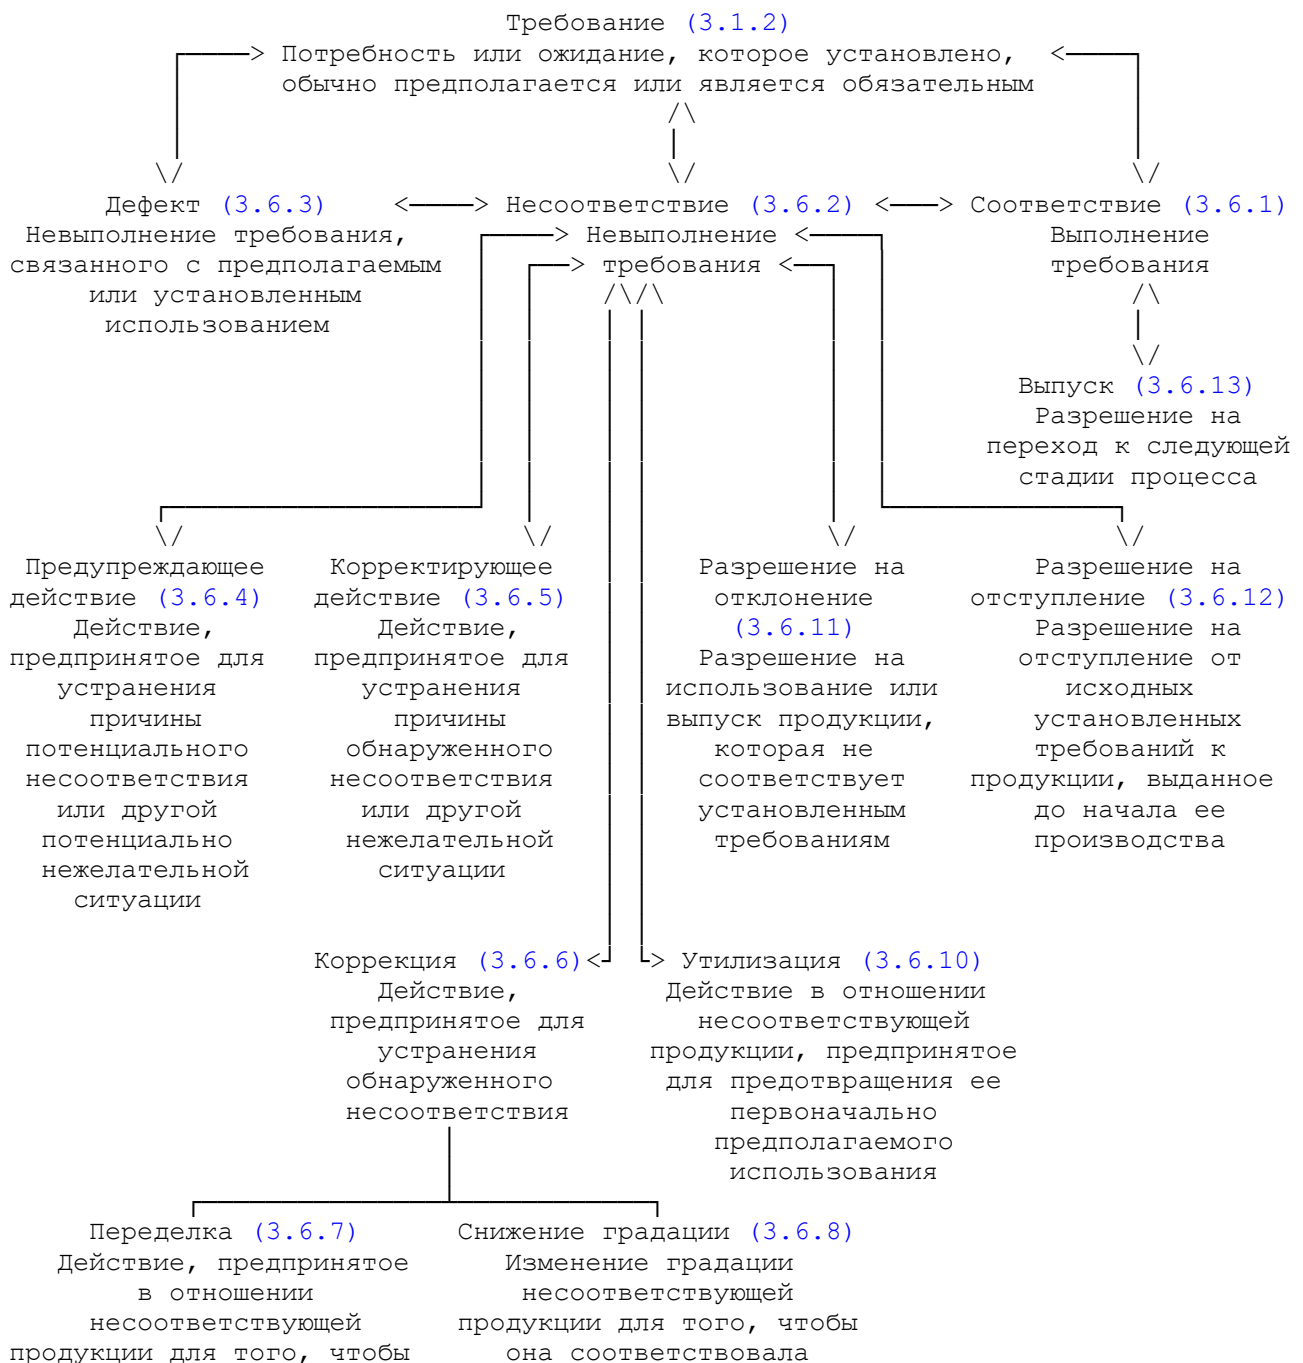 Требование (3.1.2)
Потребность или ожидание, которое установлено,
обычно предполагается или является обязательным
Дефект (3.6.3)
Невыполнение требования,
связанного с предполагаемым
или установленным
использованием
Несоответствие (3.6.2)
Невыполнение
требования
Соответствие (3.6.1)
Выполнение
требования
Выпуск (3.6.13)
Разрешение на
переход к следующей
стадии процесса
Предупреждающее
действие (3.6.4)
Действие,
предпринятое для
устранения
причины
потенциального
несоответствия
или другой
потенциально
нежелательной
ситуации
Корректирующее
действие (3.6.5)
Действие,
предпринятое для
устранения
причины
обнаруженного
несоответствия
или другой
нежелательной
ситуации
Разрешение на
отклонение
(3.6.11)
Разрешение на
использование или
выпуск продукции,
которая не
соответствует
установленным
требованиям
Разрешение на
отступление (3.6.12)
Разрешение на
отступление от
исходных
установленных
требований к
продукции, выданное
до начала ее
производства
Коррекция (3.6.6)
Действие,
предпринятое для
устранения
обнаруженного
несоответствия
Утилизация (3.6.10)
Действие в отношении
несоответствующей
продукции, предпринятое
для предотвращения ее
первоначально
предполагаемого
использования
Переделка (3.6.7)
Действие, предпринятое
в отношении
несоответствующей
продукции для того, чтобы
Снижение градации (3.6.8)
Изменение градации
несоответствующей
продукции для того, чтобы
она соответствовала